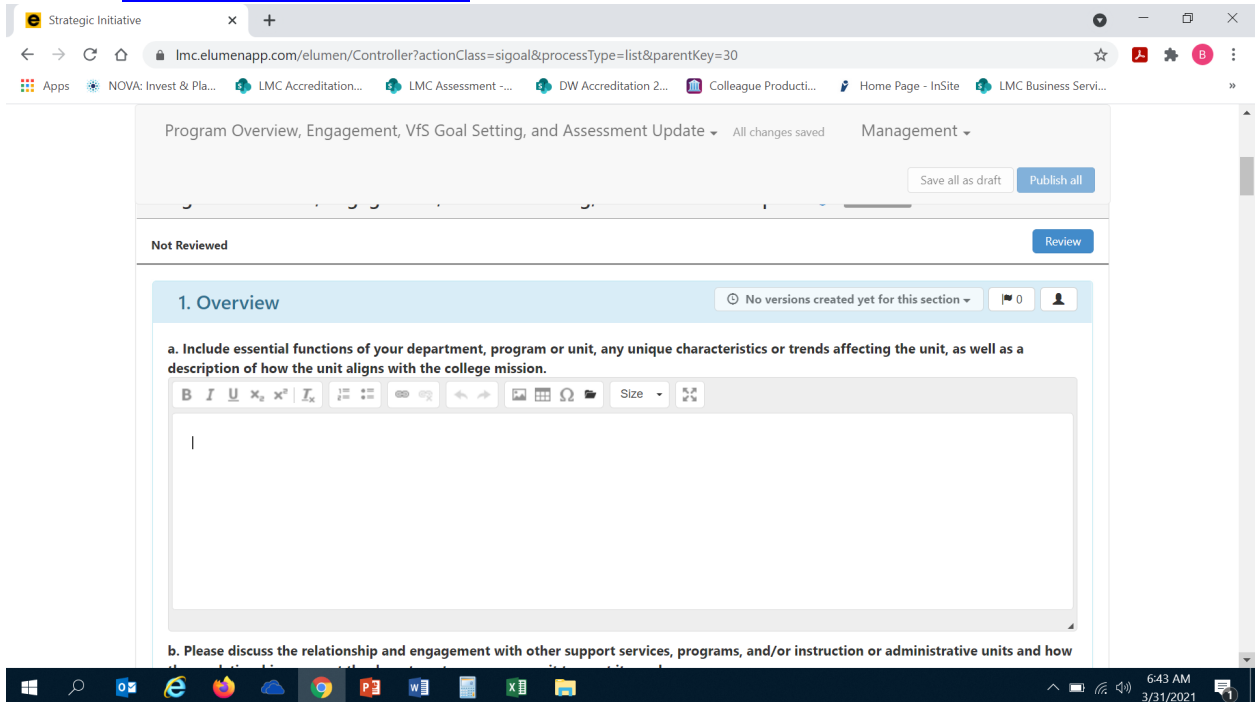 Strategic Initiative
lmc.elumenapp.com/elumen/Controller?actionClass=sigoal&processType=list&parentKey=30
B
Apps NOVA: Invest & Pla... LMC Accreditation... LMC Assessment -... DW Accreditation 2... Colleague Producti... Home Page - InSite LMC Business Servi... »
Program Overview, Engagement, VfS Goal Setting, and Assessment Update All changes saved Management
Save all as draft Publish all
Not Reviewed Review
1. Overview No versions created yet for this section 0
a. Include essential functions of your department, program or unit, any unique characteristics or trends affecting the unit, as well as a
description of how the unit aligns with the college mission.
B I U x₂ x² Tx Ω Size
b. Please discuss the relationship and engagement with other support services, programs, and/or instruction or administrative units and how
6:43 AM
3/31/2021
1